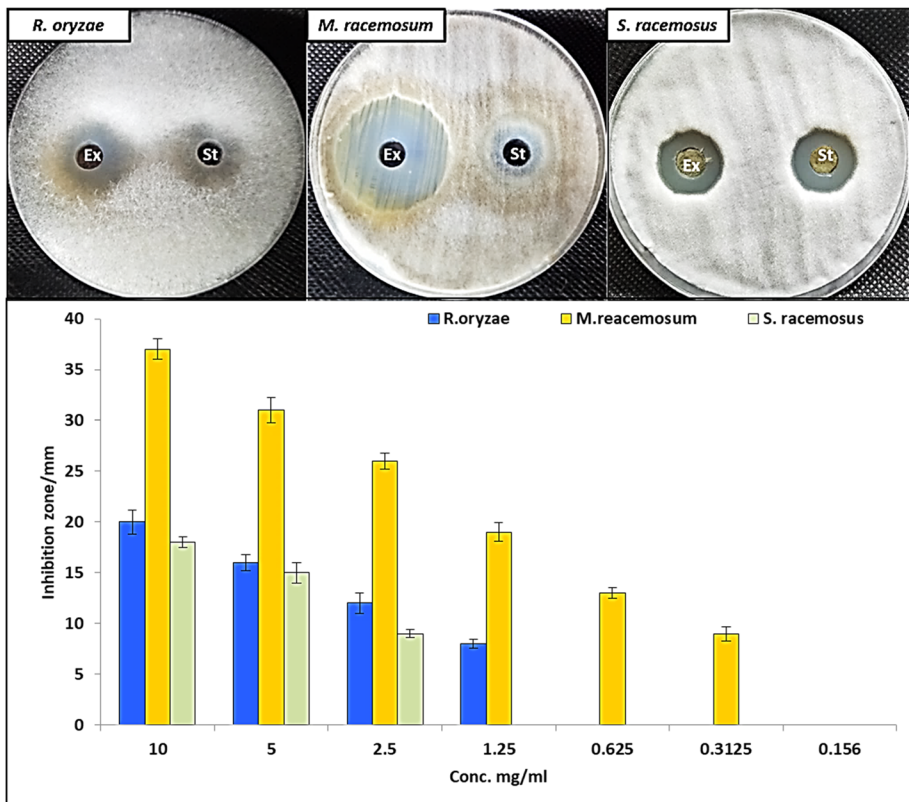 R. oryzae
M. racemosum
S. racemosus
Ex St
Ex St
Ex St
R.oryzae M.reacemosum S. racemosus
40
35
30
25
20
15
10
5
0
Inhibition zone/mm
10 5 2.5 1.25 0.625 0.3125 0.156
Conc. mg/ml